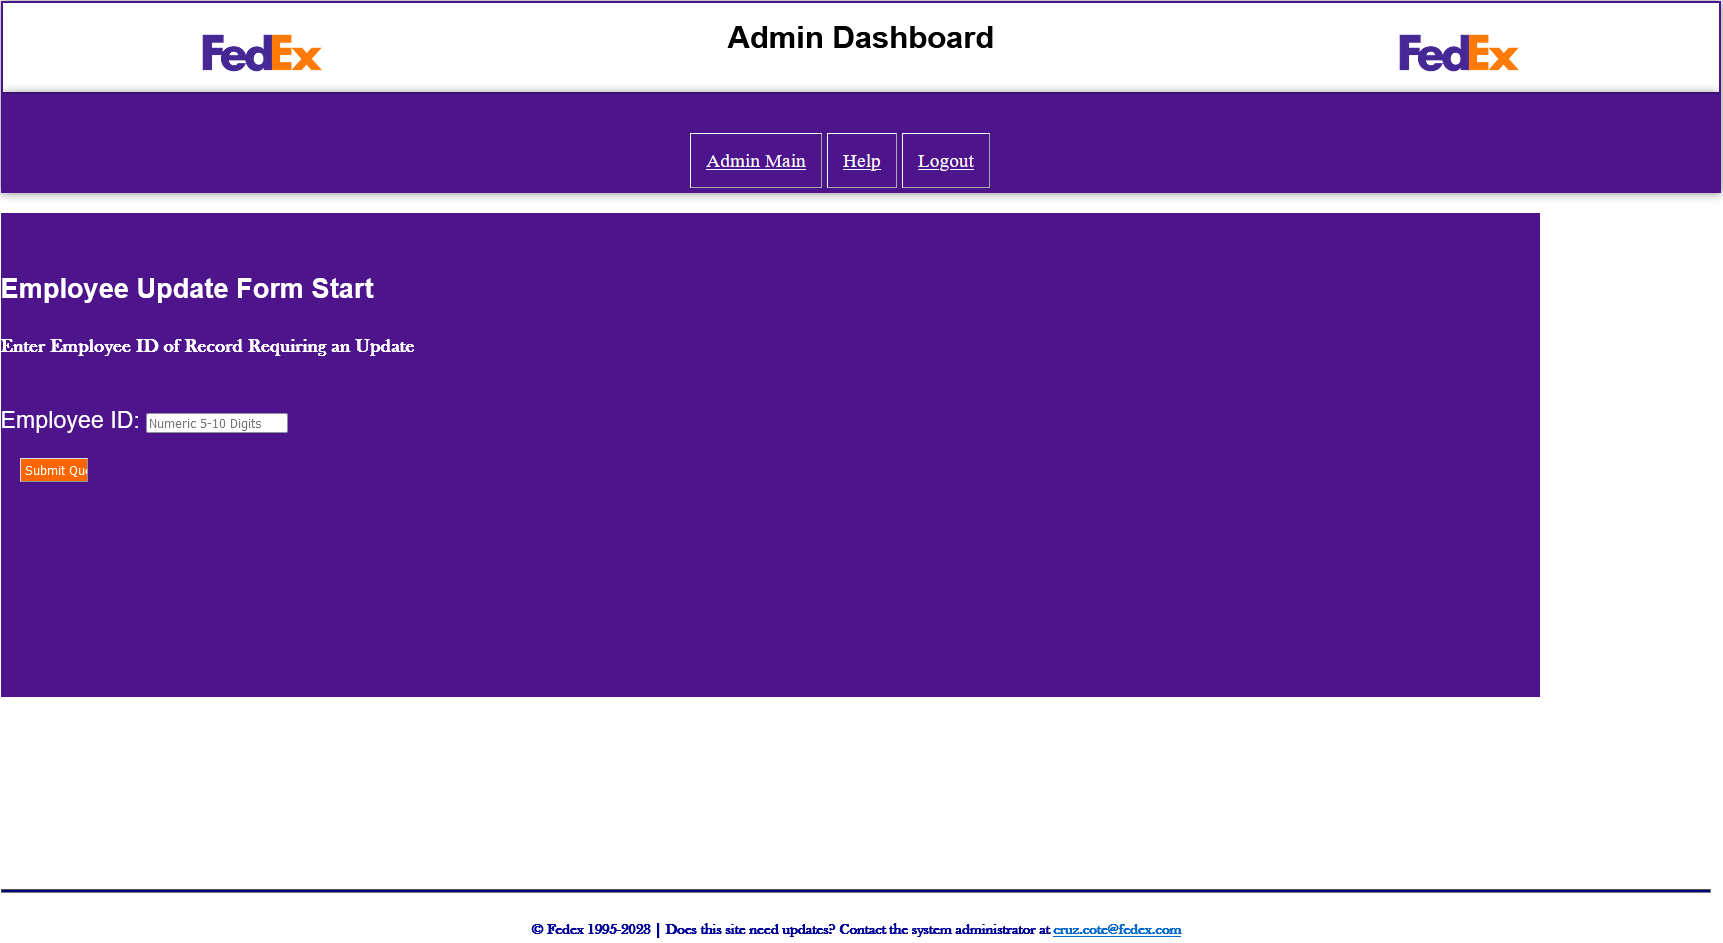 FedEx
Admin Dashboard
FedEx
Admin Main
Help
Logout
Employee Update Form Start
Enter Employee ID of Record Requiring an Update
Employee ID: Numeric 5-10 Digits
Submit Que
© Fedex 1995-2023 | Does this site need updates? Contact the system administrator at cruz.cote@fedex.com